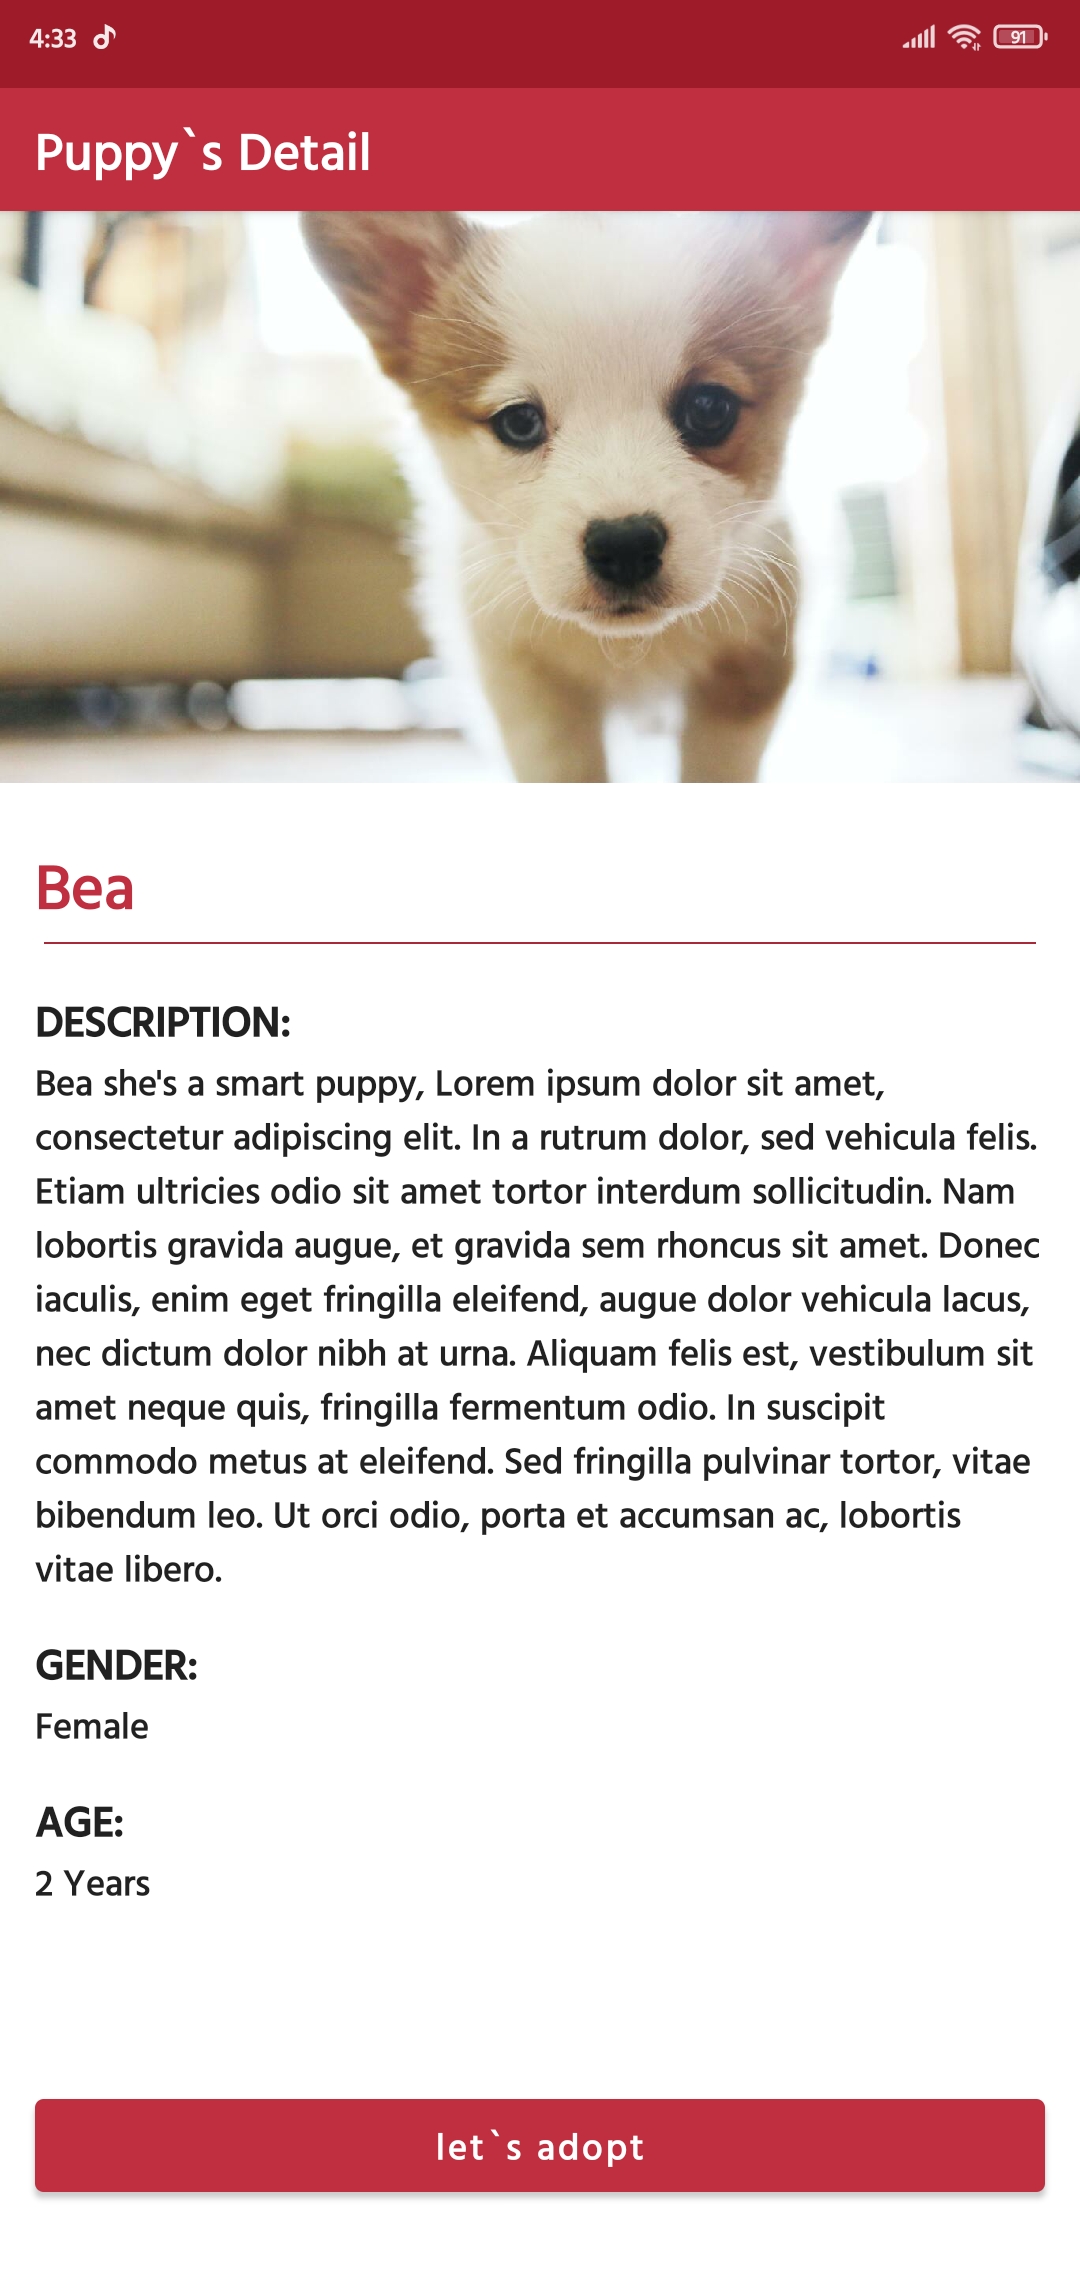 4:33
91
Puppy`s Detail
Bea
DESCRIPTION:
Bea she's a smart puppy, Lorem ipsum dolor sit amet,
consectetur adipiscing elit. In a rutrum dolor, sed vehicula felis.
Etiam ultricies odio sit amet tortor interdum sollicitudin. Nam
lobortis gravida augue, et gravida sem rhoncus sit amet. Donec
iaculis, enim eget fringilla eleifend, augue dolor vehicula lacus,
nec dictum dolor nibh at urna. Aliquam felis est, vestibulum sit
amet neque quis, fringilla fermentum odio. In suscipit
commodo metus at eleifend. Sed fringilla pulvinar tortor, vitae
bibendum leo. Ut orci odio, porta et accumsan ac, lobortis
vitae libero.
GENDER:
Female
AGE:
2 Years
let`s adopt